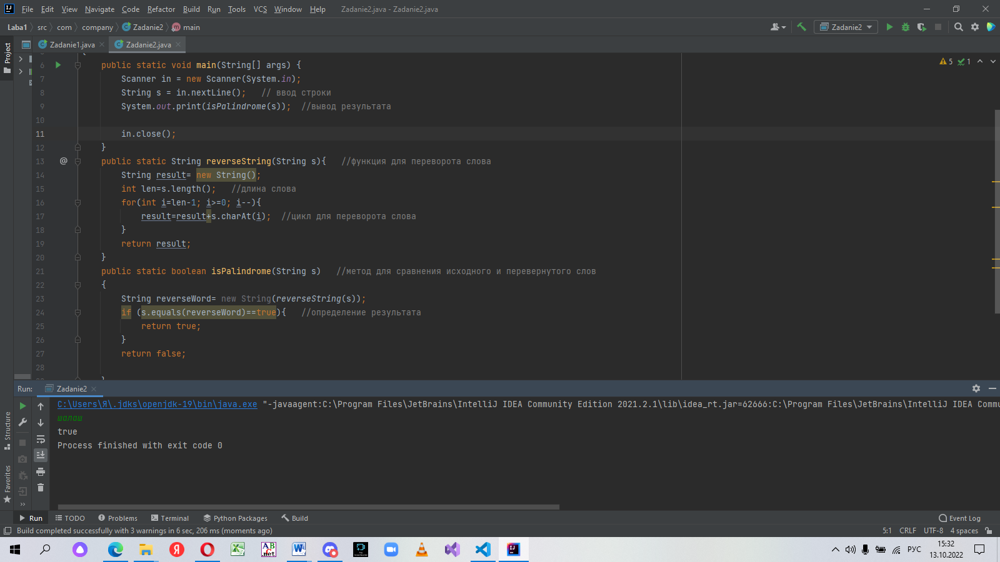 File Edit View Navigate Code Refactor Build Run Tools VCS Window Help Zadanie2.java - Zadanie2.java
Laba1 src com company Zadanie2 main Zadanie2
Project Zadanie1.java Zadanie2.java
6 public static void main(String[] args) { 5 1
7 Scanner in = new Scanner(System.in);
8 String s = in.nextLine(); // ввод строки
9 System.out.print(isPalindrome(s)); //вывод результата
10
11 in.close();
12 }
13 @ public static String reverseString(String s){ //функция для переворота слова
14 String result= new String();
15 int len=s.length(); //длина слова
16 for(int i=len-1; i>=0; i--){
17 result=result+s.charAt(i); //цикл для переворота слова
18 }
19 return result;
20 }
21 public static boolean isPalindrome(String s) //метод для сравнения исходного и перевернутого слов
22 {
23 String reverseWord= new String(reverseString(s));
24 if (s.equals(reverseWord)==true){ //определение результата
25 return true;
26 }
27 return false;
28
Run: Zadanie2
C:\Users\Я\.jdks\openjdk-19\bin\java.exe "-javaagent:C:\Program Files\JetBrains\IntelliJ IDEA Community Edition 2021.2.1\lib\idea_rt.jar=62666:C:\Program Files\JetBrains\IntelliJ IDEA Commu
шалаш
true
Process finished with exit code 0
Structure
Favorites
Run TODO Problems Terminal Python Packages Build Event Log
Build completed successfully with 3 warnings in 6 sec, 206 ms (moments ago) 5:1 CRLF UTF-8 4 spaces
РУС 15:32
13.10.2022